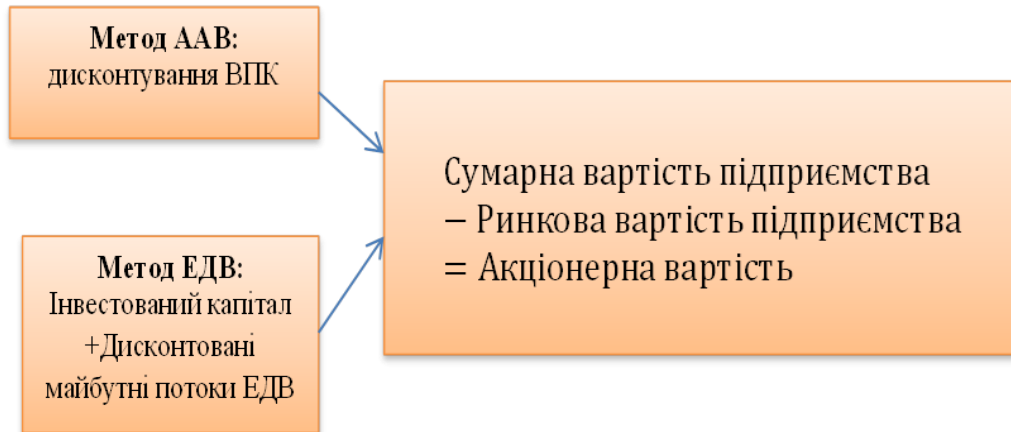 Метод ААВ:
дисконтування ВПК
Метод ЕДВ:
Інвестований капітал
+Дисконтовані
майбутні потоки ЕДВ
Сумарна вартість підприємства
− Ринкова вартість підприємства
= Акціонерна вартість